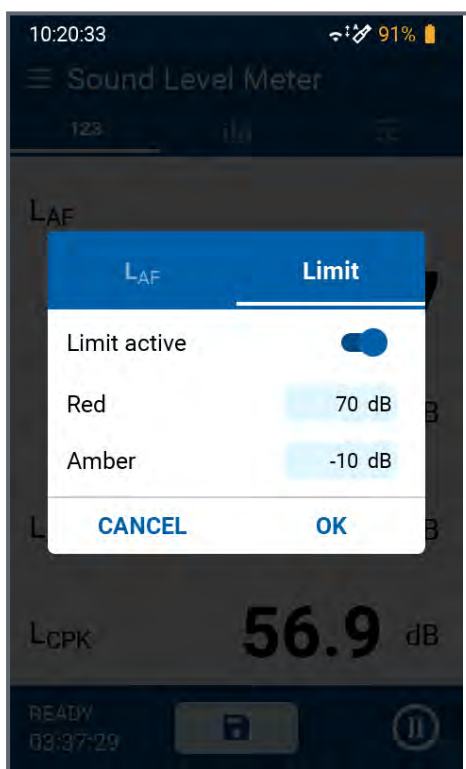 10:20:33 91%
Sound Level Meter
123
LAF
LAF Limit
Limit active
Red 70 dB
Amber -10 dB
CANCEL OK
LCPK 56.9 dB
READY
03:37:29